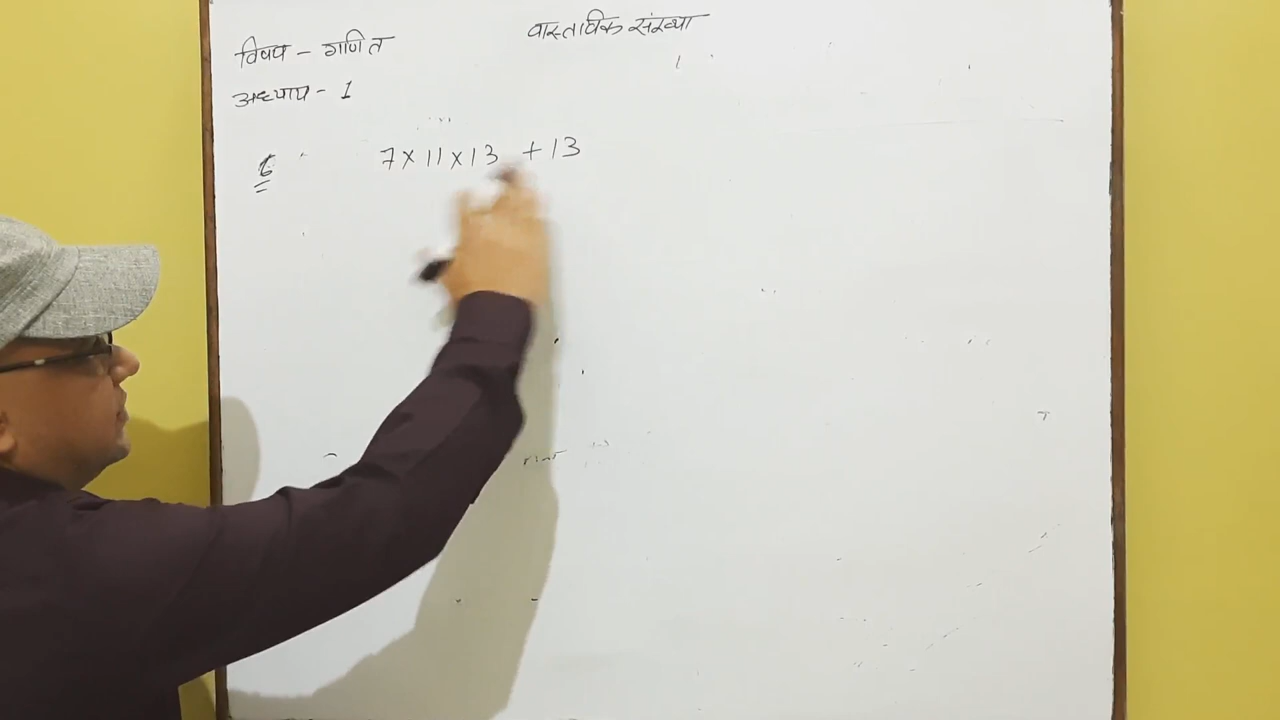 वास्तविक संख्या
विषय - गणित
अध्याय - 1
6 7 × 11 × 13 + 13